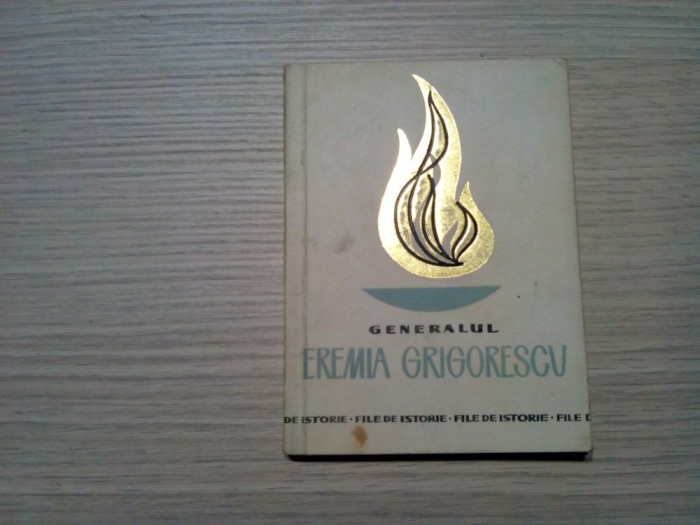 GENERALUL
EREMIA GRIGORESCU
DE ISTORIE • FILE DE ISTORIE • FILE DE ISTORIE • FILE D